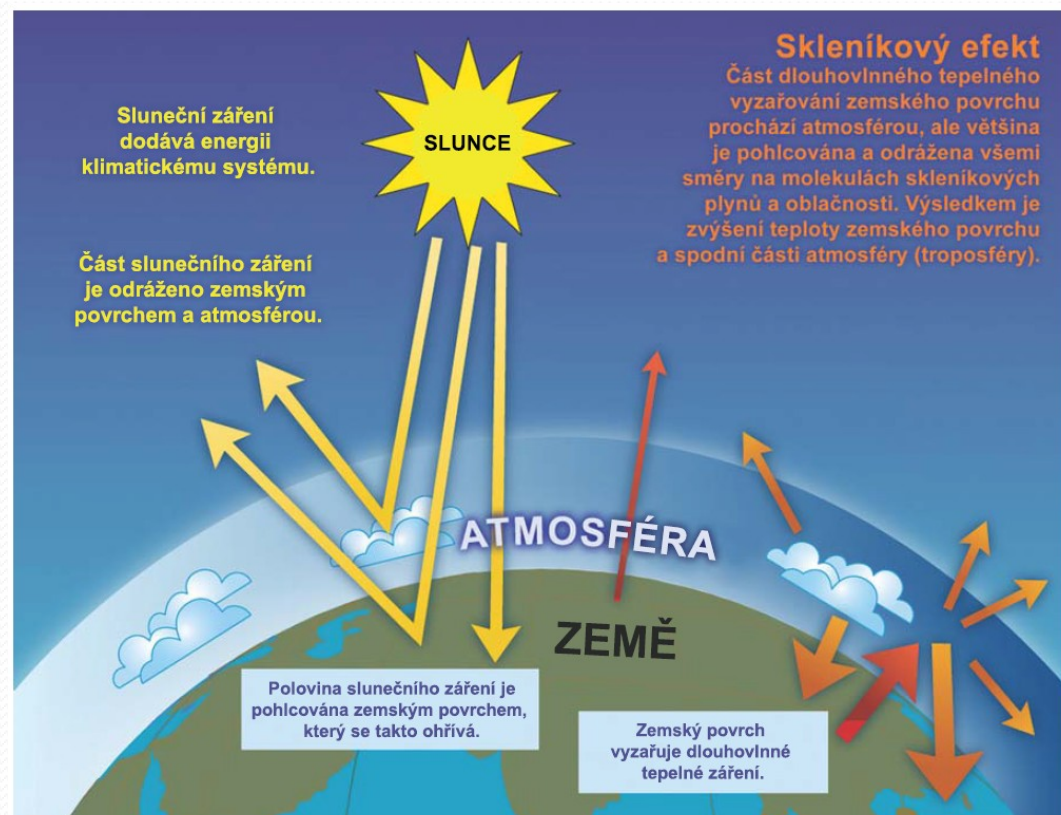 Skleníkový efekt
Část dlouhovlnného tepelného
vyzařování zemského povrchu
prochází atmosférou, ale většina
je pohlcována a odrážena všemi
směry na molekulách skleníkových
plynů a oblačnosti. Výsledkem je
zvýšení teploty zemského povrchu
a spodní části atmosféry (troposféry).
Sluneční záření
dodává energii
klimatickému systému.
SLUNCE
Část slunečního záření
je odráženo zemským
povrchem a atmosférou.
ATMOSFÉRA
ZEMĚ
Polovina slunečního záření je
pohlcována zemským povrchem,
který se takto ohřívá.
Zemský povrch
vyzařuje dlouhovlnné
tepelné záření.